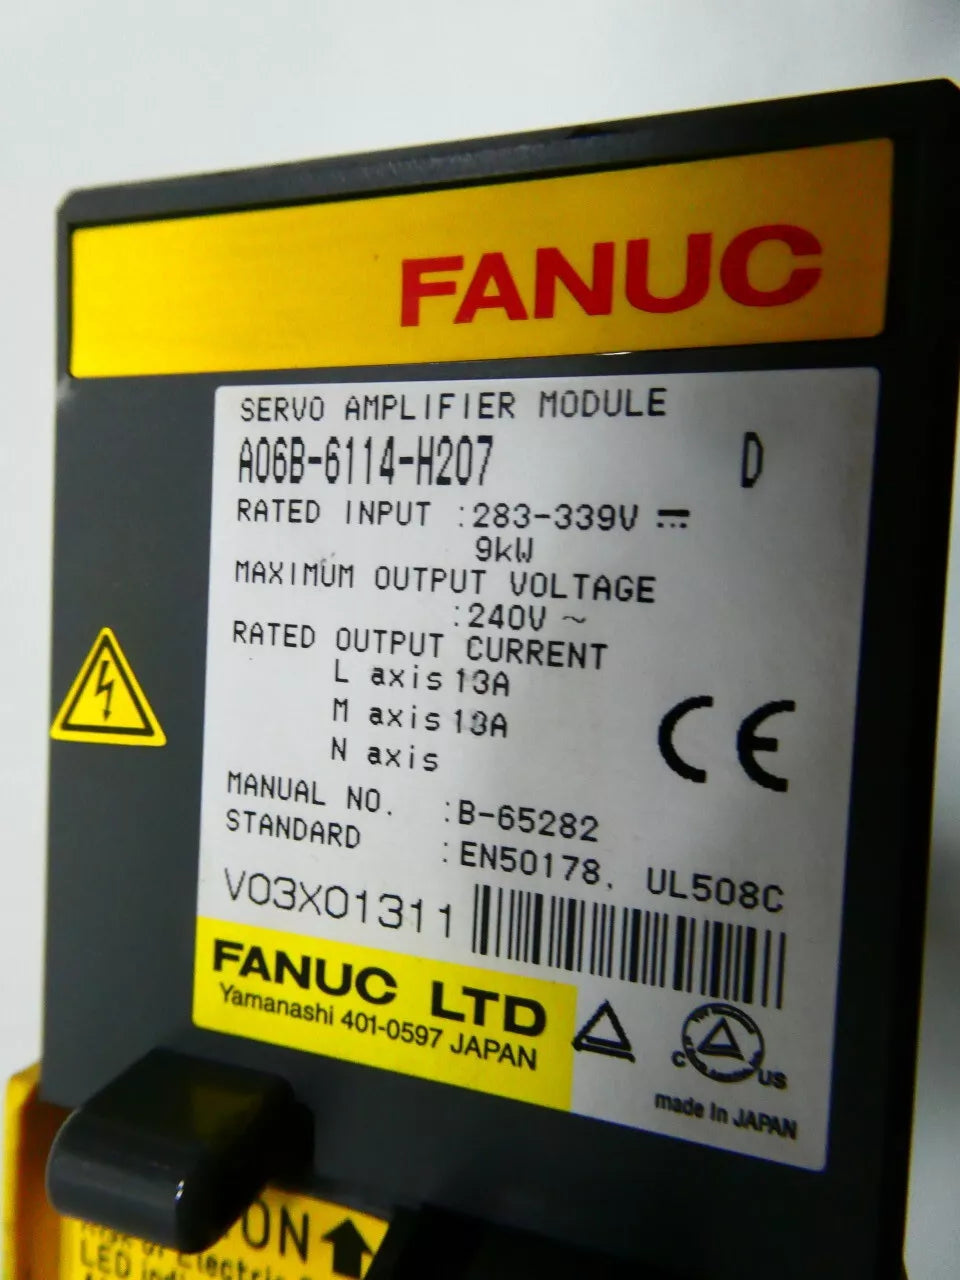 FANUC
SERVO AMPLIFIER MODULE
A06B-6114-H207 D
RATED INPUT :283-339V
9kW
MAXIMUM OUTPUT VOLTAGE
:240V ~
RATED OUTPUT CURRENT
L axis 13A
M axis 13A
N axis
MANUAL NO. :B-65282
STANDARD :EN50178, UL508C
V03X01311
CE
FANUC LTD
Yamanashi 401-0597 JAPAN
C US
made in JAPAN
LED